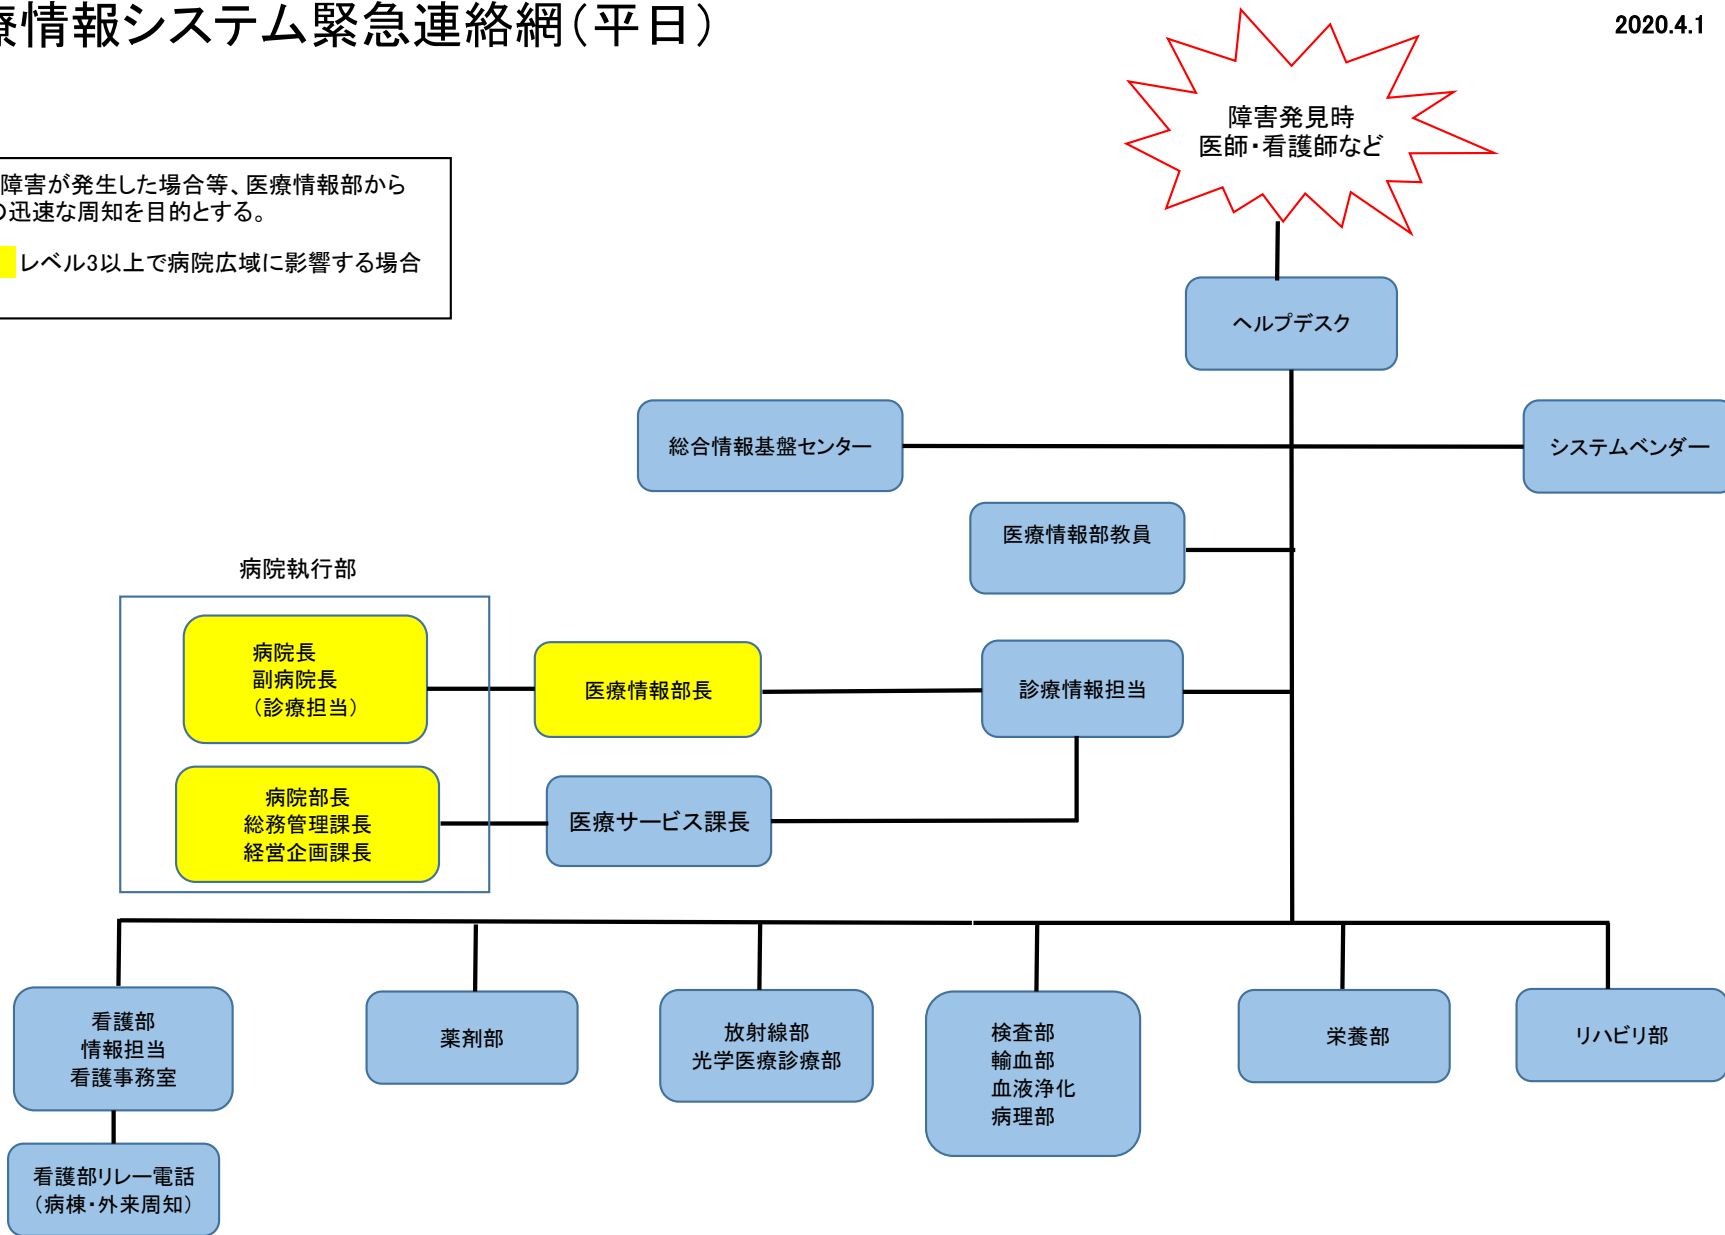 療情報システム緊急連絡網（平日）
2020.4.1
障害発見時
医師・看護師など
障害が発生した場合等、医療情報部から
の迅速な周知を目的とする。
レベル3以上で病院広域に影響する場合
ヘルプデスク
総合情報基盤センター
システムベンダー
医療情報部教員
病院執行部
病院長
副病院長
（診療担当）
医療情報部長
診療情報担当
病院部長
総務管理課長
経営企画課長
医療サービス課長
看護部
情報担当
看護事務室
薬剤部
放射線部
光学医療診療部
検査部
輸血部
血液浄化
病理部
栄養部
リハビリ部
看護部リレー電話
（病棟・外来周知）